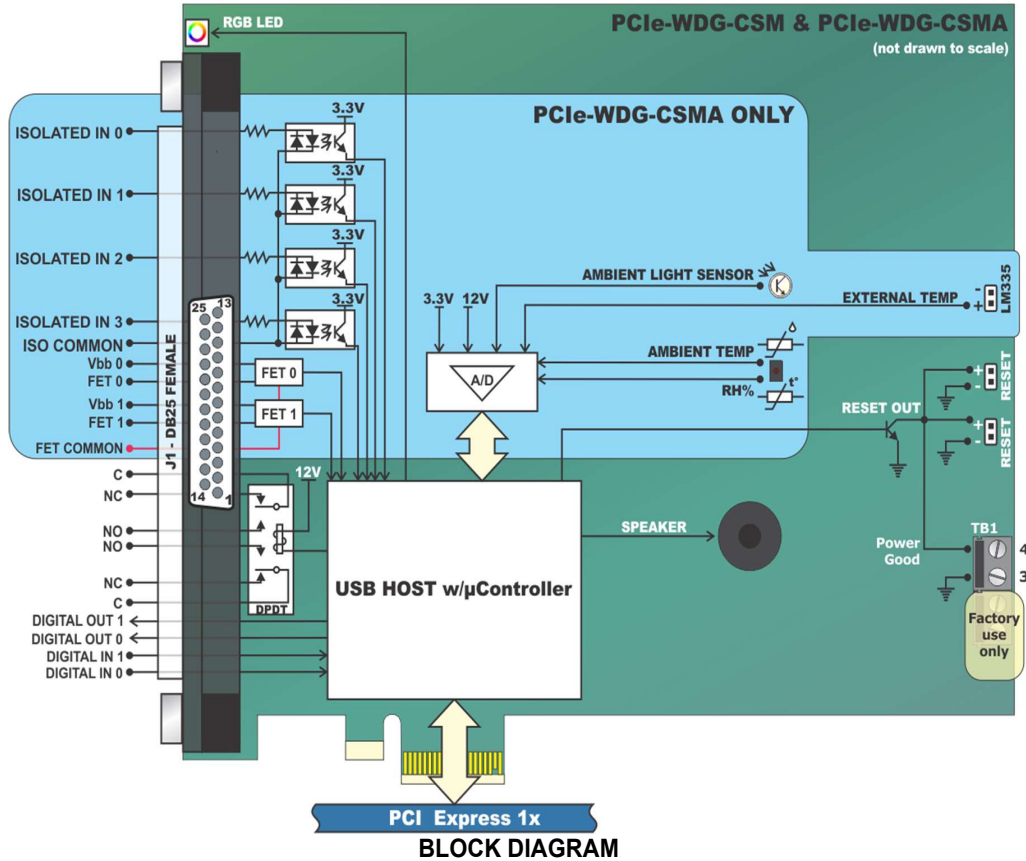 RGB LED
PCIe-WDG-CSM & PCIe-WDG-CSMA
(not drawn to scale)
PCIe-WDG-CSMA ONLY
3.3V
ISOLATED IN 0
3.3V
ISOLATED IN 1
3.3V
ISOLATED IN 2
3.3V
ISOLATED IN 3
ISO COMMON
Vbb 0
FET 0
FET 0
Vbb 1
FET 1
FET 1
FET COMMON
J1 - DB25 FEMALE
25
13
14
1
AMBIENT LIGHT SENSOR
EXTERNAL TEMP
-
+
LM335
3.3V
12V
A/D
AMBIENT TEMP
RH%
t°
RESET OUT
+
-
RESET
+
-
RESET
C
NC
NO
NO
NC
C
12V
DPDT
DIGITAL OUT 1
DIGITAL OUT 0
DIGITAL IN 1
DIGITAL IN 0
USB HOST w/µController
SPEAKER
Power
Good
TB1
4
3
Factory
use
only
PCI Express 1x
BLOCK DIAGRAM